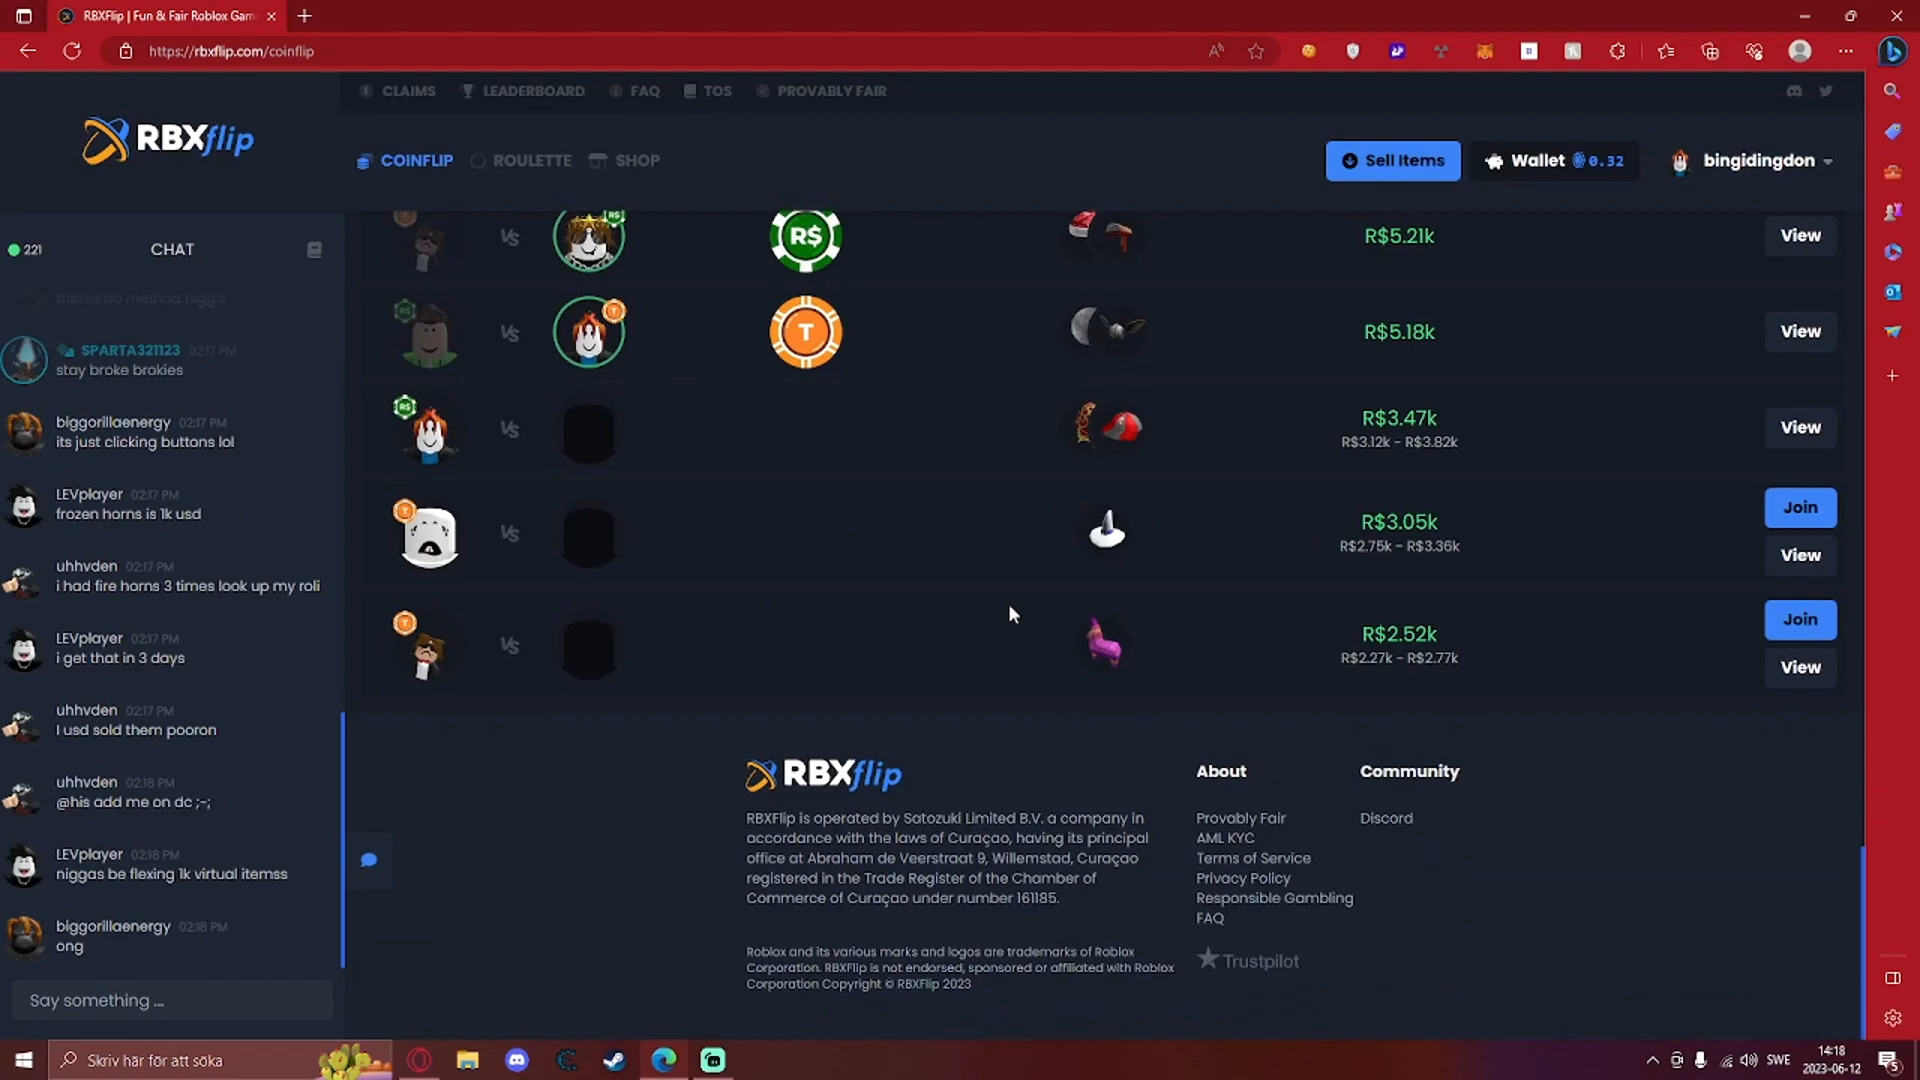 RBXFlip | Fun & Fair Roblox Gam
https://rbxflip.com/coinflip
CLAIMS
LEADERBOARD
FAQ
TOS
PROVABLY FAIR
RBXflip
COINFLIP
ROULETTE
SHOP
Sell Items
Wallet 0.32
bingidingdon
221
CHAT
theres no method nigga
SPARTA321123 02:17 PM
stay broke brokies
biggorillaenergy 02:17 PM
its just clicking buttons lol
LEVplayer 02:17 PM
frozen horns is 1k usd
uhhvden 02:17 PM
i had fire horns 3 times look up my roli
LEVplayer 02:17 PM
i get that in 3 days
uhhvden 02:17 PM
I usd sold them pooron
uhhvden 02:18 PM
@his add me on dc ;-;
LEVplayer 02:18 PM
niggas be flexing 1k virtual itemss
biggorillaenergy 02:18 PM
ong
Say something ...
VS
R$
R$5.21k
View
VS
T
R$5.18k
View
R$
VS
R$3.47k
R$3.12k - R$3.82k
View
T
VS
R$3.05k
R$2.75k - R$3.36k
Join
View
T
VS
R$2.52k
R$2.27k - R$2.77k
Join
View
RBXflip
RBXFlip is operated by Satozuki Limited B.V. a company in
accordance with the laws of Curaçao, having its principal
office at Abraham de Veerstraat 9, Willemstad, Curaçao
registered in the Trade Register of the Chamber of
Commerce of Curaçao under number 161185.
Roblox and its various marks and logos are trademarks of Roblox
Corporation. RBXFlip is not endorsed, sponsored or affiliated with Roblox
Corporation Copyright © RBXFlip 2023
About
Provably Fair
AML KYC
Terms of Service
Privacy Policy
Responsible Gambling
FAQ
Trustpilot
Community
Discord
Skriv här för att söka
SWE
14:18
2023-06-12
5